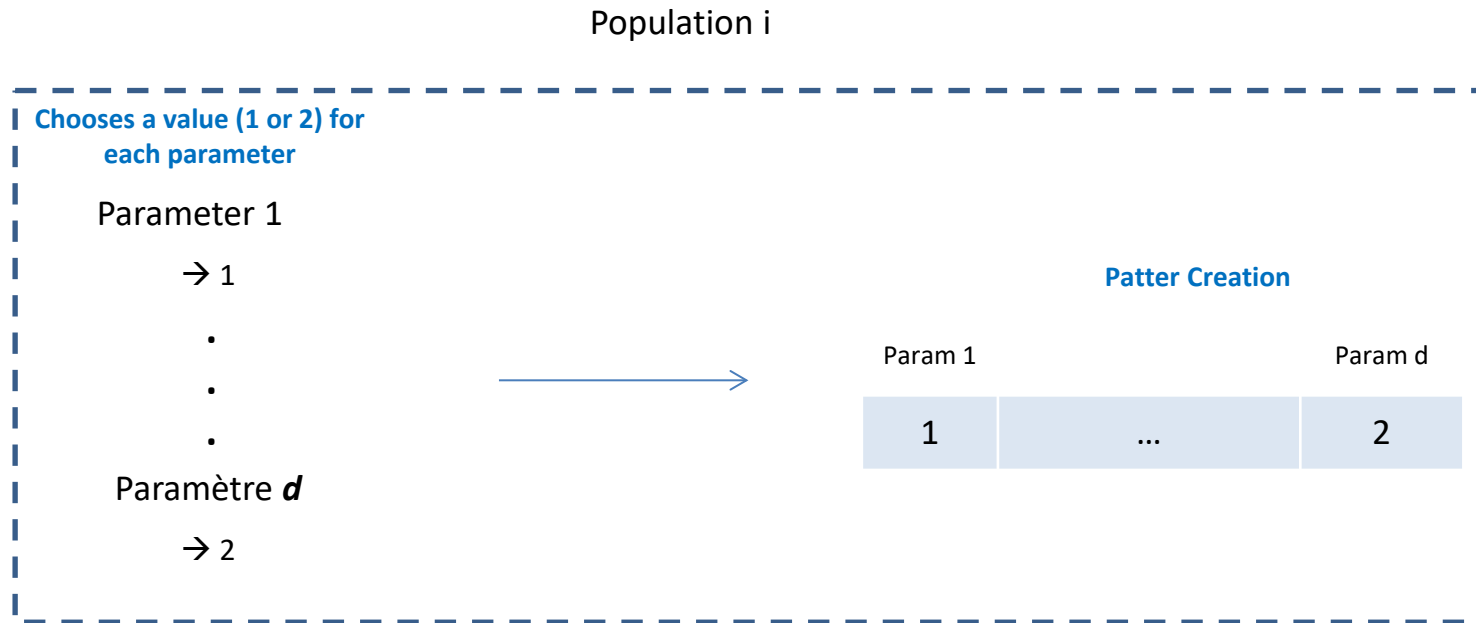 Population i
Chooses a value (1 or 2) for
each parameter
Parameter 1
→ 1
.
.
.
Paramètre d
→ 2
Patter Creation
Param 1 Param d
1 ... 2